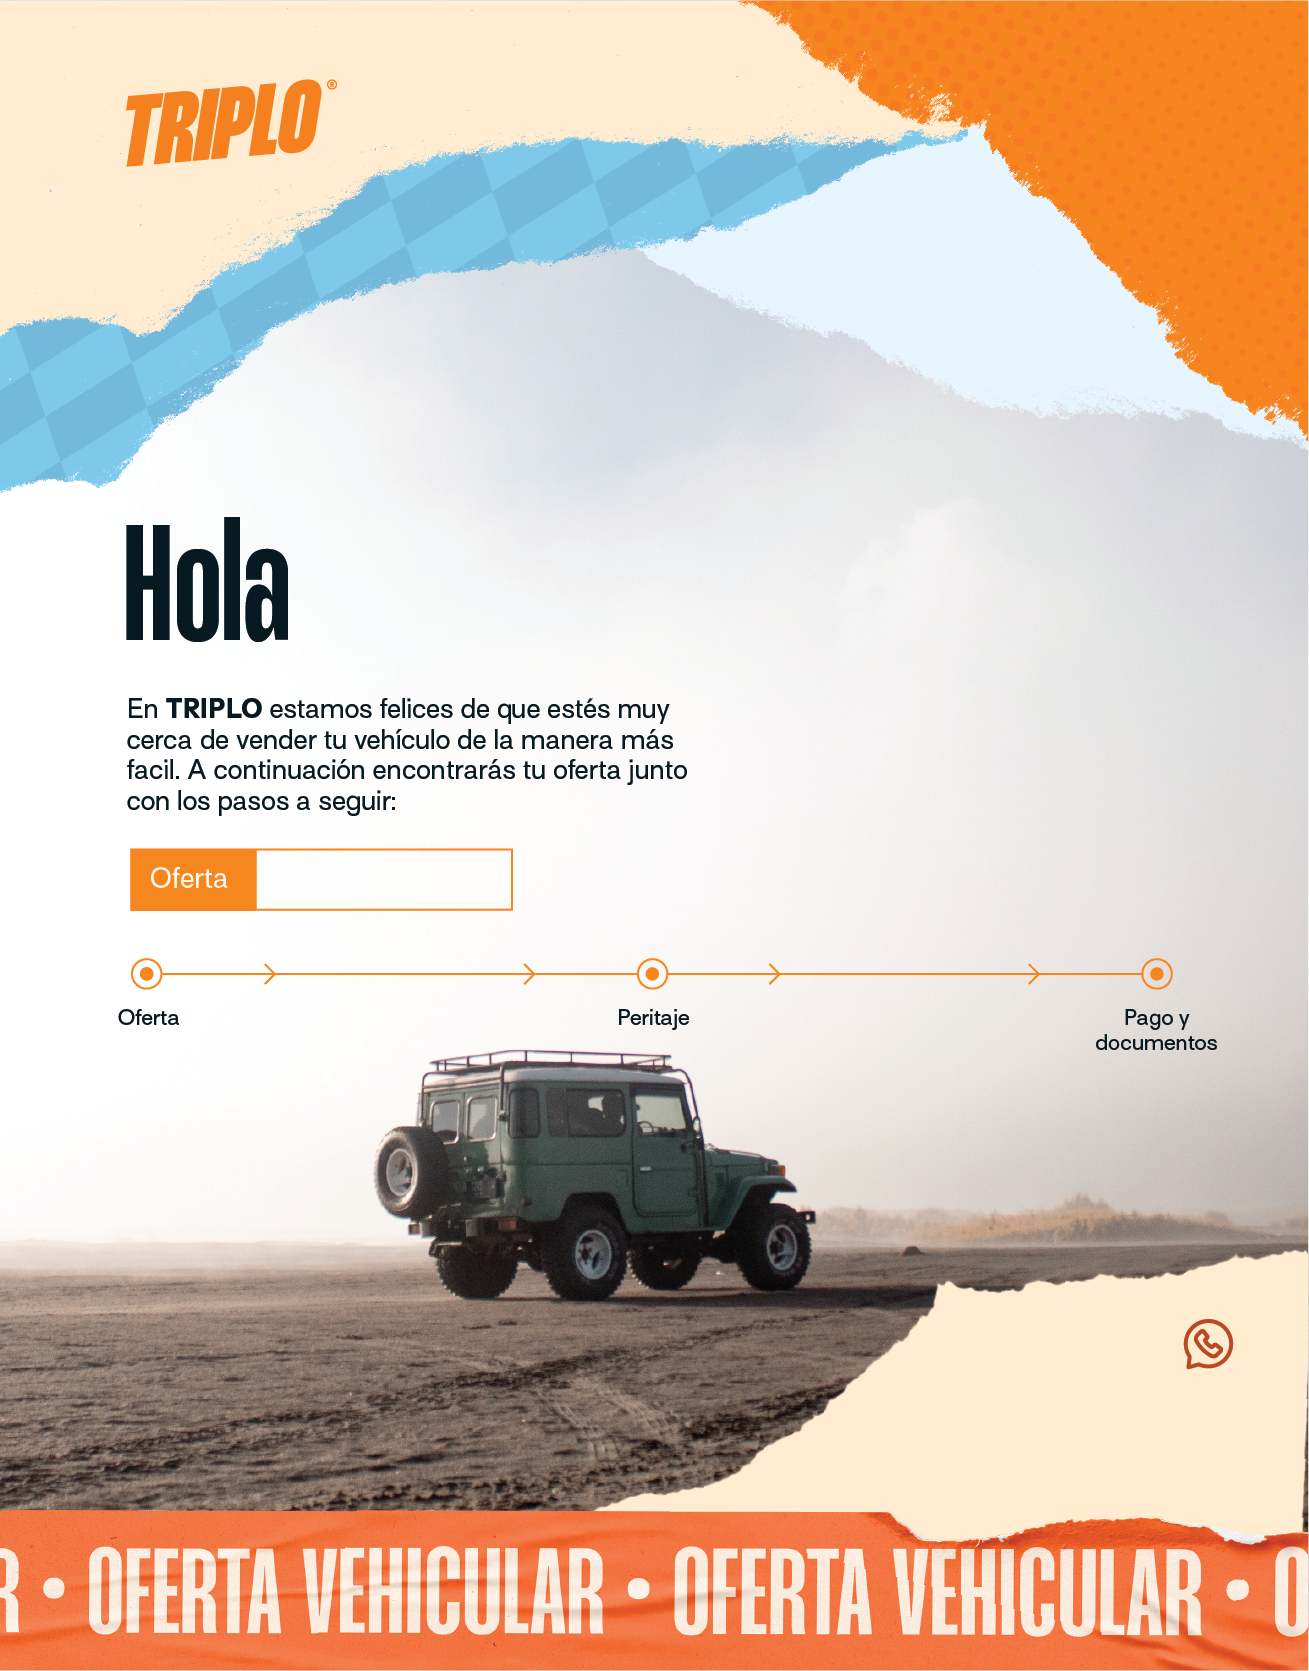 TRIPLO®
Hola
En TRIPLO estamos felices de que estés muy
cerca de vender tu vehículo de la manera más
facil. A continuación encontrarás tu oferta junto
con los pasos a seguir:
Oferta
Oferta
Peritaje
Pago y
documentos
R • OFERTA VEHICULAR • OFERTA VEHICULAR • O